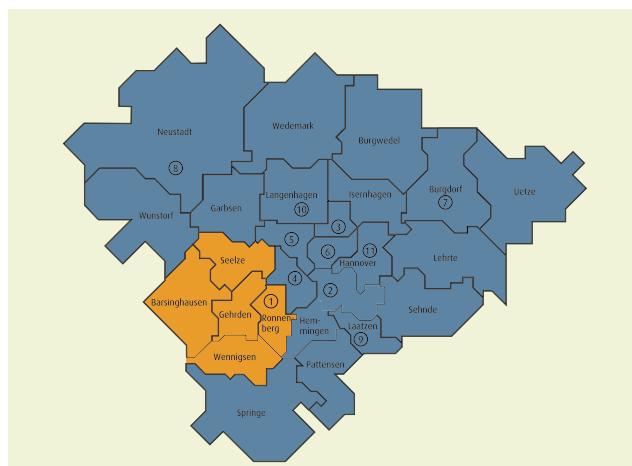 Neustadt
Wedemark
Burgwedel
8
Langenhagen
10
Isernhagen
Burgdorf
7
Uetze
Wunstorf
Garbsen
3
5
6
11
Hannover
Lehrte
Seelze
4
2
Barsinghausen
Gehrden
1
Ronnen
berg
Hem-
mingen
Laatzen
9
Sehnde
Wennigsen
Pattensen
Springe